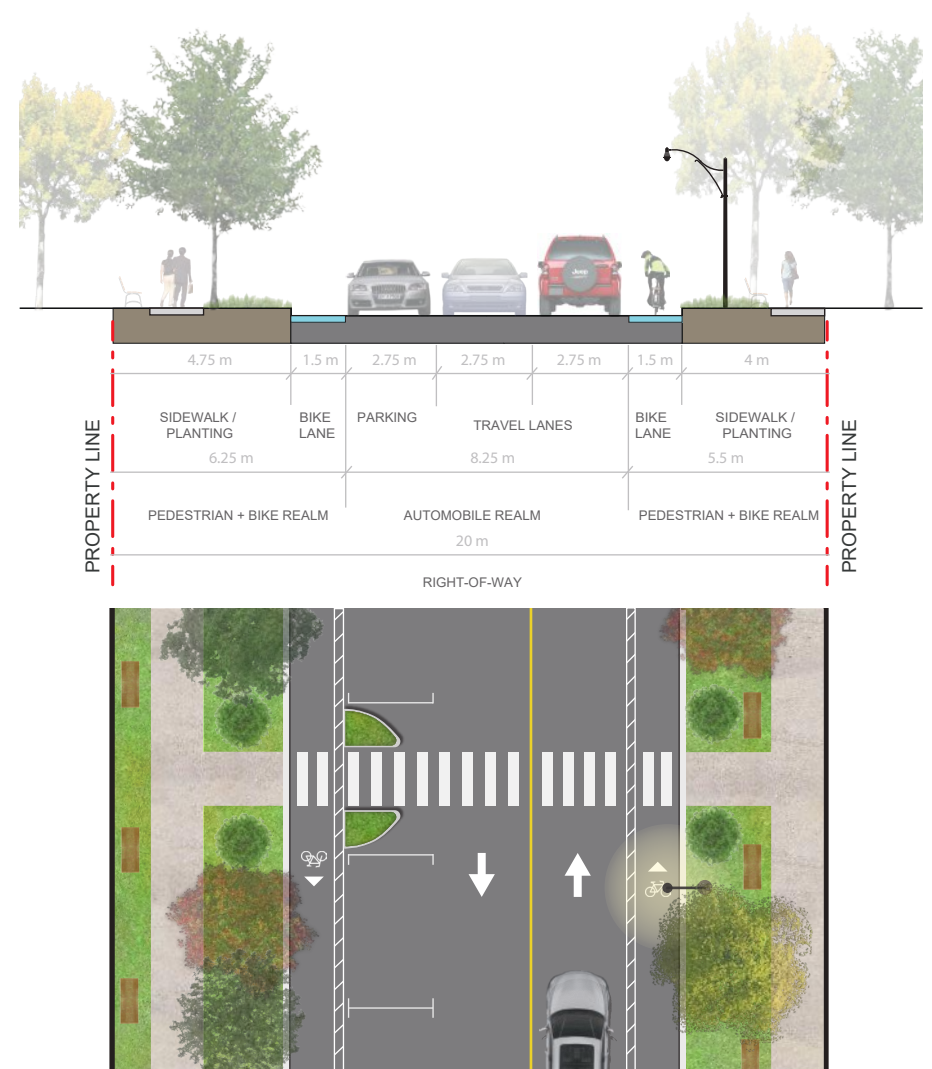 4.75 m 1.5 m 2.75 m 2.75 m 2.75 m 1.5 m 4 m
SIDEWALK /
PLANTING
BIKE
LANE
PARKING
TRAVEL LANES
BIKE
LANE
SIDEWALK /
PLANTING
6.25 m 8.25 m 5.5 m
PEDESTRIAN + BIKE REALM AUTOMOBILE REALM PEDESTRIAN + BIKE REALM
20 m
RIGHT-OF-WAY
PROPERTY LINE
PROPERTY LINE
Jeep